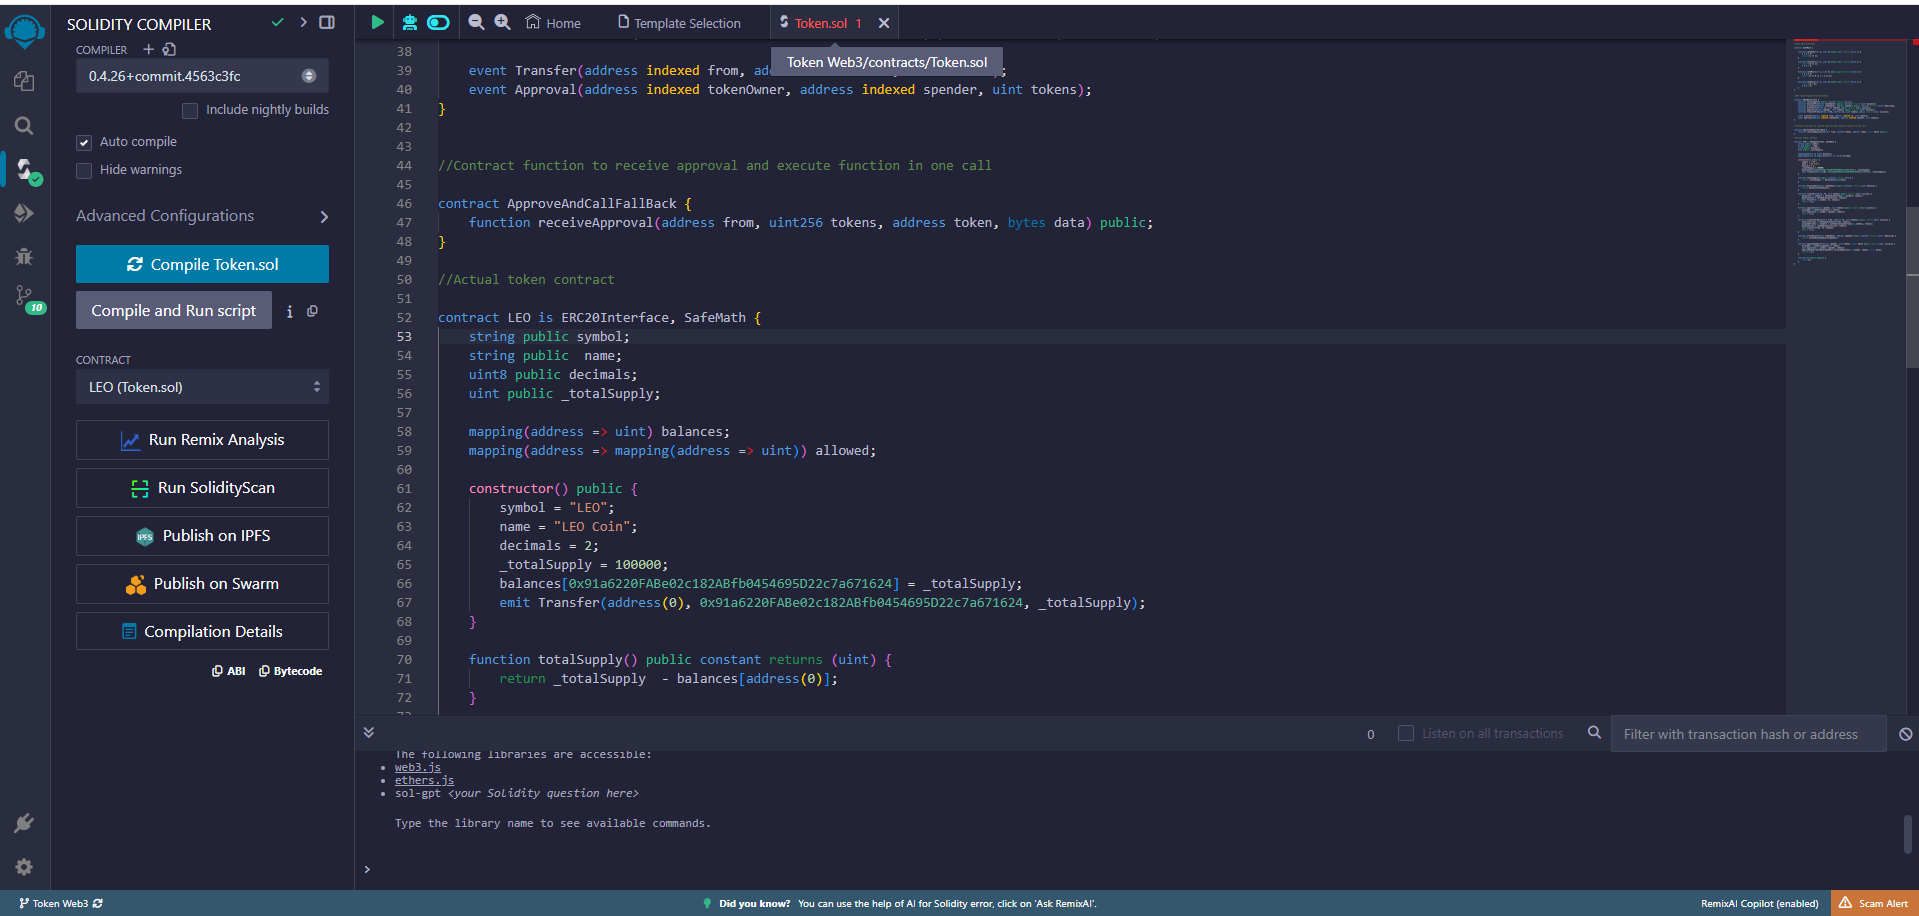 SOLIDITY COMPILER
COMPILER
0.4.26+commit.4563c3fc
Include nightly builds
Auto compile
Hide warnings
Advanced Configurations
Compile Token.sol
Compile and Run script
i
CONTRACT
LEO (Token.sol)
Run Remix Analysis
Run SolidityScan
IPFS
Publish on IPFS
Publish on Swarm
Compilation Details
ABI Bytecode
10
Home
Template Selection
Token.sol 1
Token Web3/contracts/Token.sol
38
39 event Transfer(address indexed from, ad ;
40 event Approval(address indexed tokenOwner, address indexed spender, uint tokens);
41 }
42
43
44 //Contract function to receive approval and execute function in one call
45
46 contract ApproveAndCallFallBack {
47 function receiveApproval(address from, uint256 tokens, address token, bytes data) public;
48 }
49
50 //Actual token contract
51
52 contract LEO is ERC20Interface, SafeMath {
53 string public symbol;
54 string public  name;
55 uint8 public decimals;
56 uint public _totalSupply;
57
58 mapping(address => uint) balances;
59 mapping(address => mapping(address => uint)) allowed;
60
61 constructor() public {
62 symbol = "LEO";
63 name = "LEO Coin";
64 decimals = 2;
65 _totalSupply = 100000;
66 balances[0x91a6220FABe02c182ABfb0454695D22c7a671624] = _totalSupply;
67 emit Transfer(address(0), 0x91a6220FABe02c182ABfb0454695D22c7a671624, _totalSupply);
68 }
69
70 function totalSupply() public constant returns (uint) {
71 return _totalSupply  - balances[address(0)];
72 }
0
Listen on all transactions
Filter with transaction hash or address
The following libraries are accessible:
• web3.js
• ethers.js
• sol-gpt <your Solidity question here>
Type the library name to see available commands.
>
Token Web3
Did you know? You can use the help of AI for Solidity error, click on 'Ask RemixAI'.
RemixAI Copilot (enabled)
Scam Alert